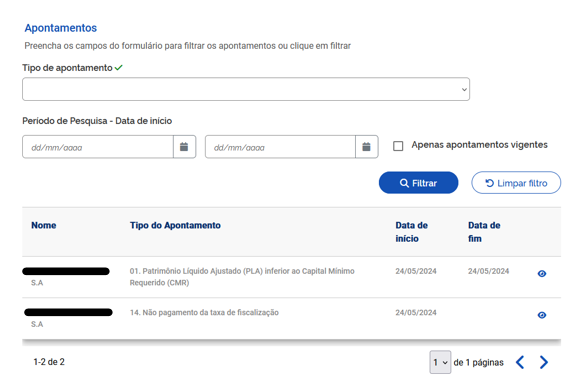 Apontamentos
Preencha os campos do formulário para filtrar os apontamentos ou clique em filtrar
Tipo de apontamento
Período de Pesquisa - Data de início
dd/mm/aaaa
dd/mm/aaaa
Apenas apontamentos vigentes
Filtrar
Limpar filtro
Nome
Tipo do Apontamento
Data de
início
Data de
fim
S.A
01. Patrimônio Líquido Ajustado (PLA) inferior ao Capital Mínimo
Requerido (CMR)
24/05/2024
24/05/2024
S.A
14. Não pagamento da taxa de fiscalização
24/05/2024
1-2 de 2
1 de 1 páginas